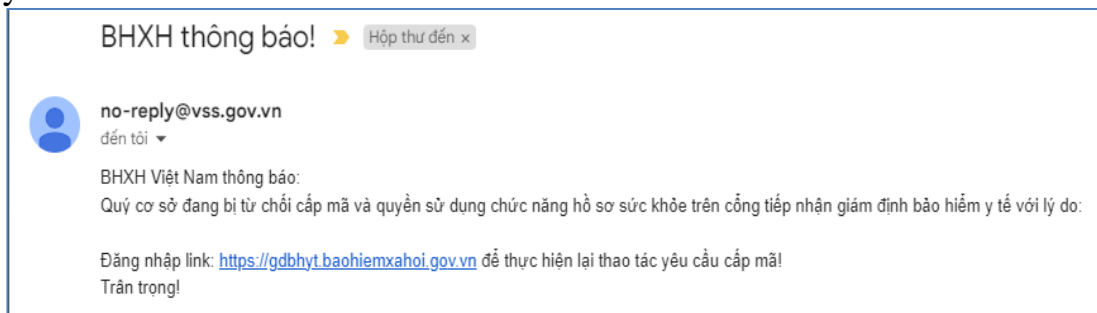 BHXH thông báo!
Hộp thư đến ×
no-reply@vss.gov.vn
đến tôi
BHXH Việt Nam thông báo:
Quý cơ sở đang bị từ chối cấp mã và quyền sử dụng chức năng hồ sơ sức khỏe trên cổng tiếp nhận giám định bảo hiểm y tế với lý do:
Đăng nhập link: https://gdbhyt.baohiemxahoi.gov.vn để thực hiện lại thao tác yêu cầu cấp mã!
Trân trọng!